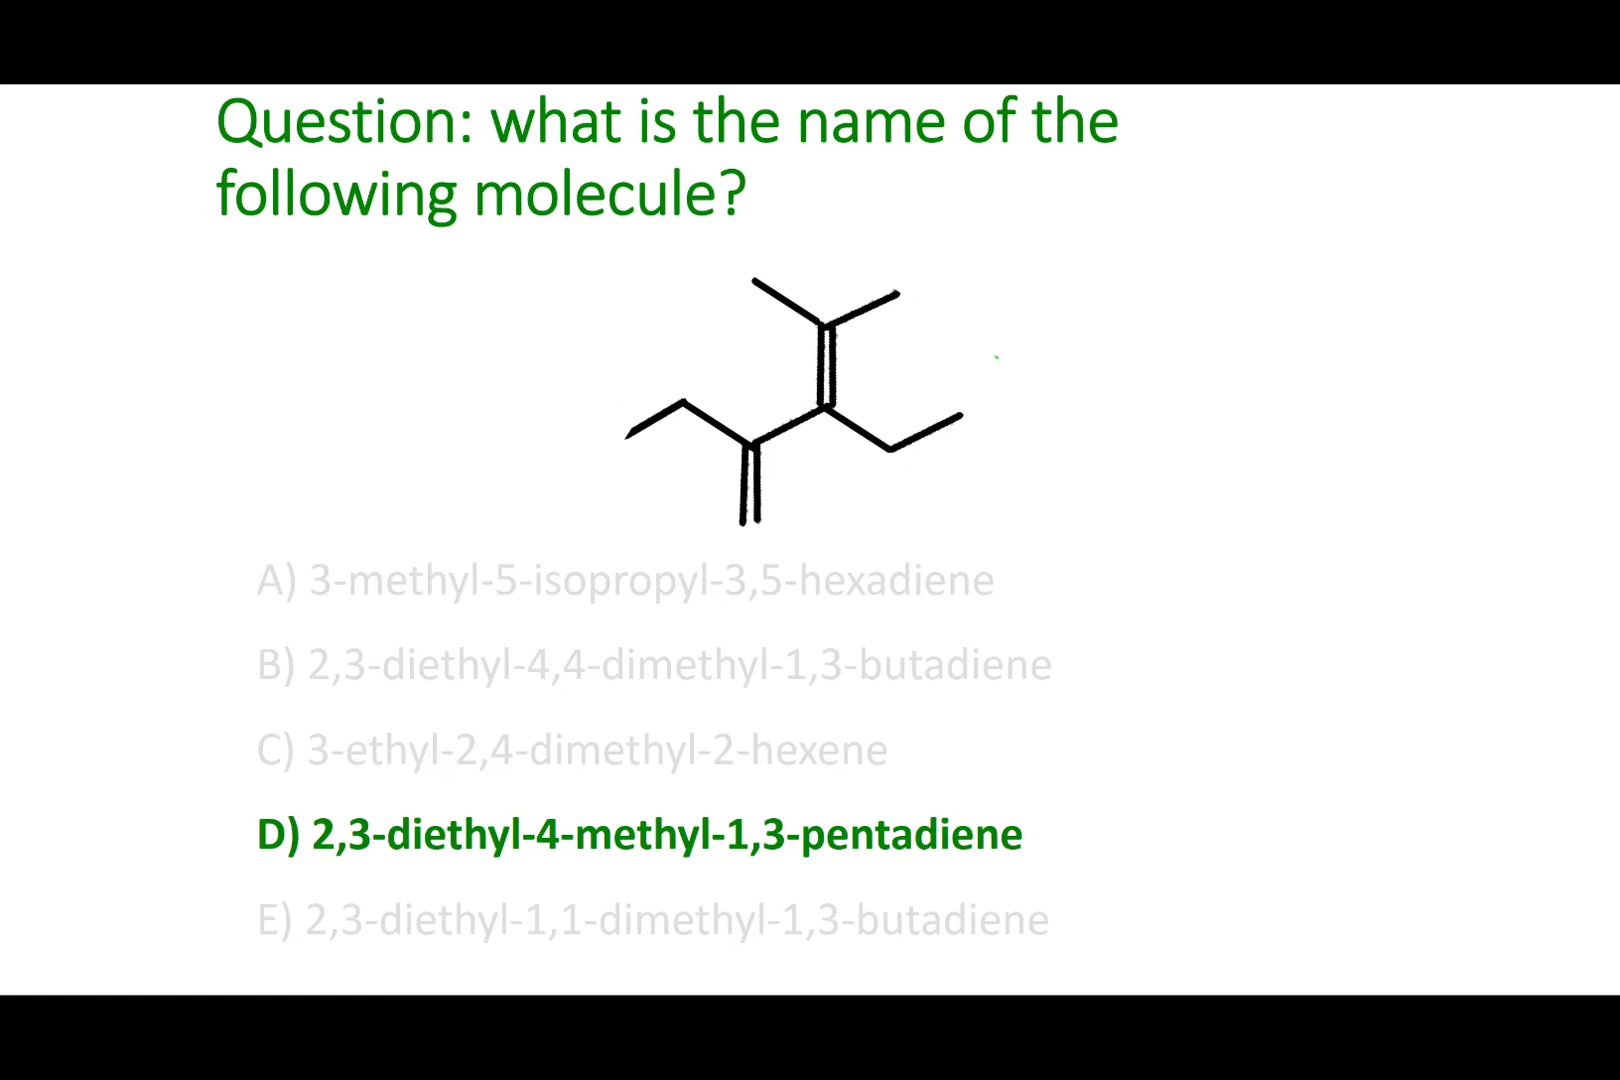 Question: what is the name of the
following molecule?
A) 3-methyl-5-isopropyl-3,5-hexadiene
B) 2,3-diethyl-4,4-dimethyl-1,3-butadiene
C) 3-ethyl-2,4-dimethyl-2-hexene
D) 2,3-diethyl-4-methyl-1,3-pentadiene
E) 2,3-diethyl-1,1-dimethyl-1,3-butadiene